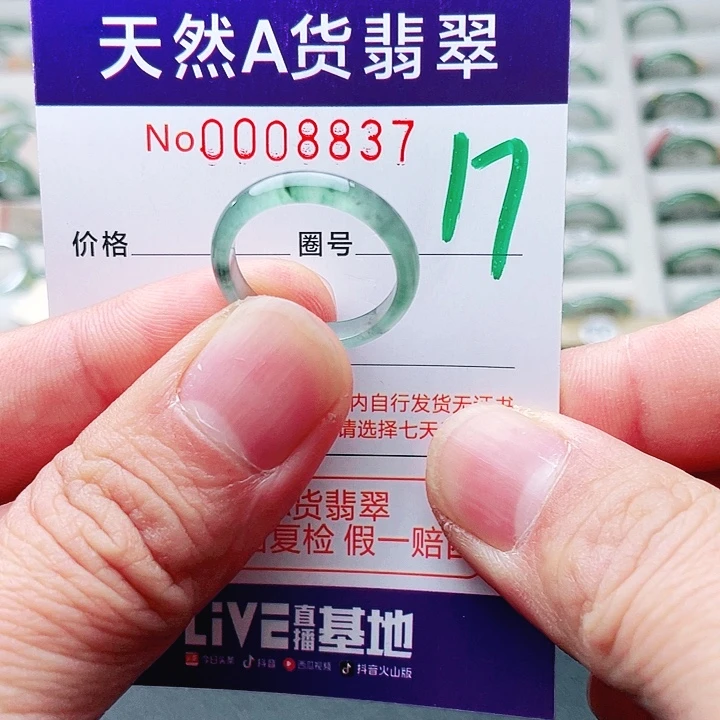 天然A货翡翠
No.0008837
17
价格 圈号
内自行发货无证书
请选择七天
货翡翠
复检 假一赔
LiVE直播基地
今日头条 抖音 西瓜视频 抖音火山版